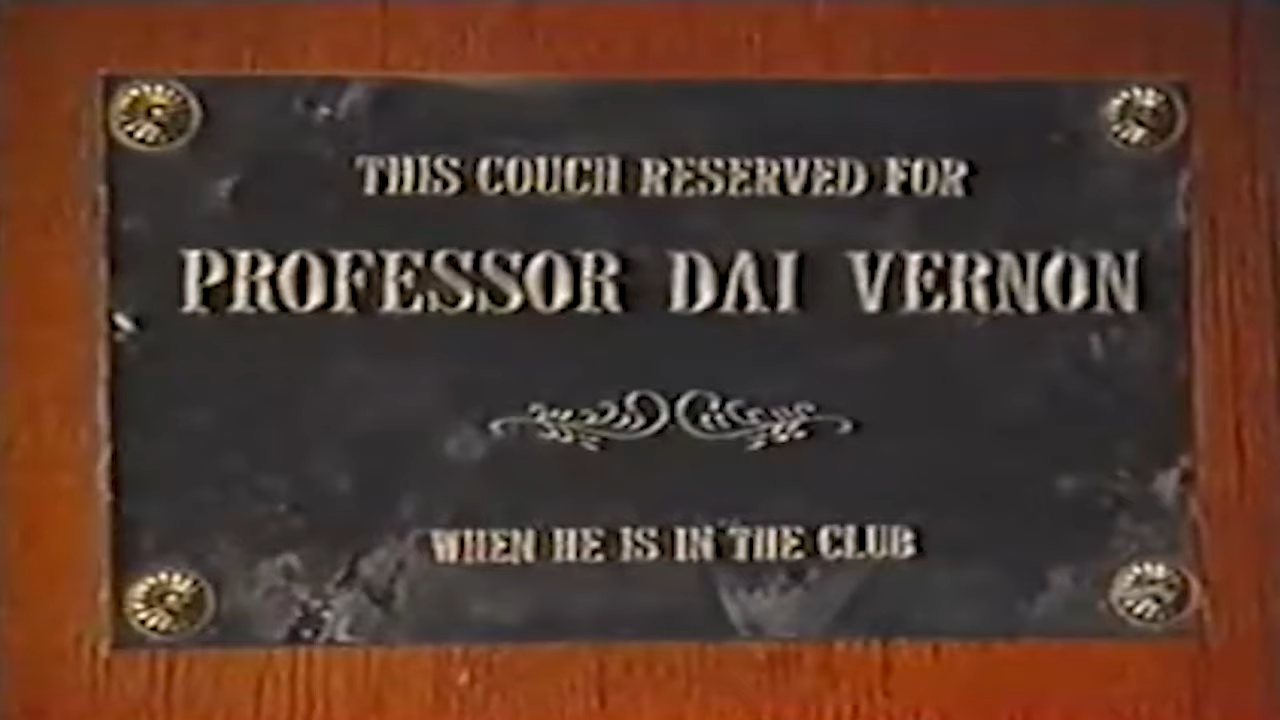 THIS COUCH RESERVED FOR
PROFESSOR DAI VERNON
WHEN HE IS IN THE CLUB